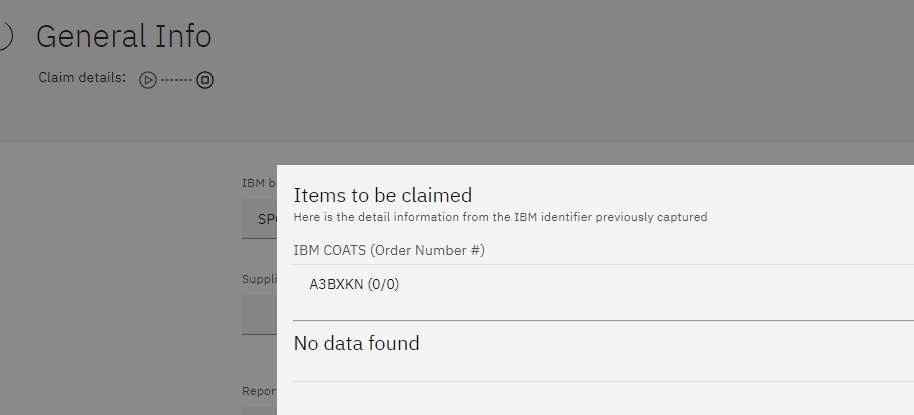 General Info
Claim details:
IBM b
SP
Items to be claimed
Here is the detail information from the IBM identifier previously captured
IBM COATS (Order Number #)
Suppli
A3BXKN (0/0)
No data found
Repor